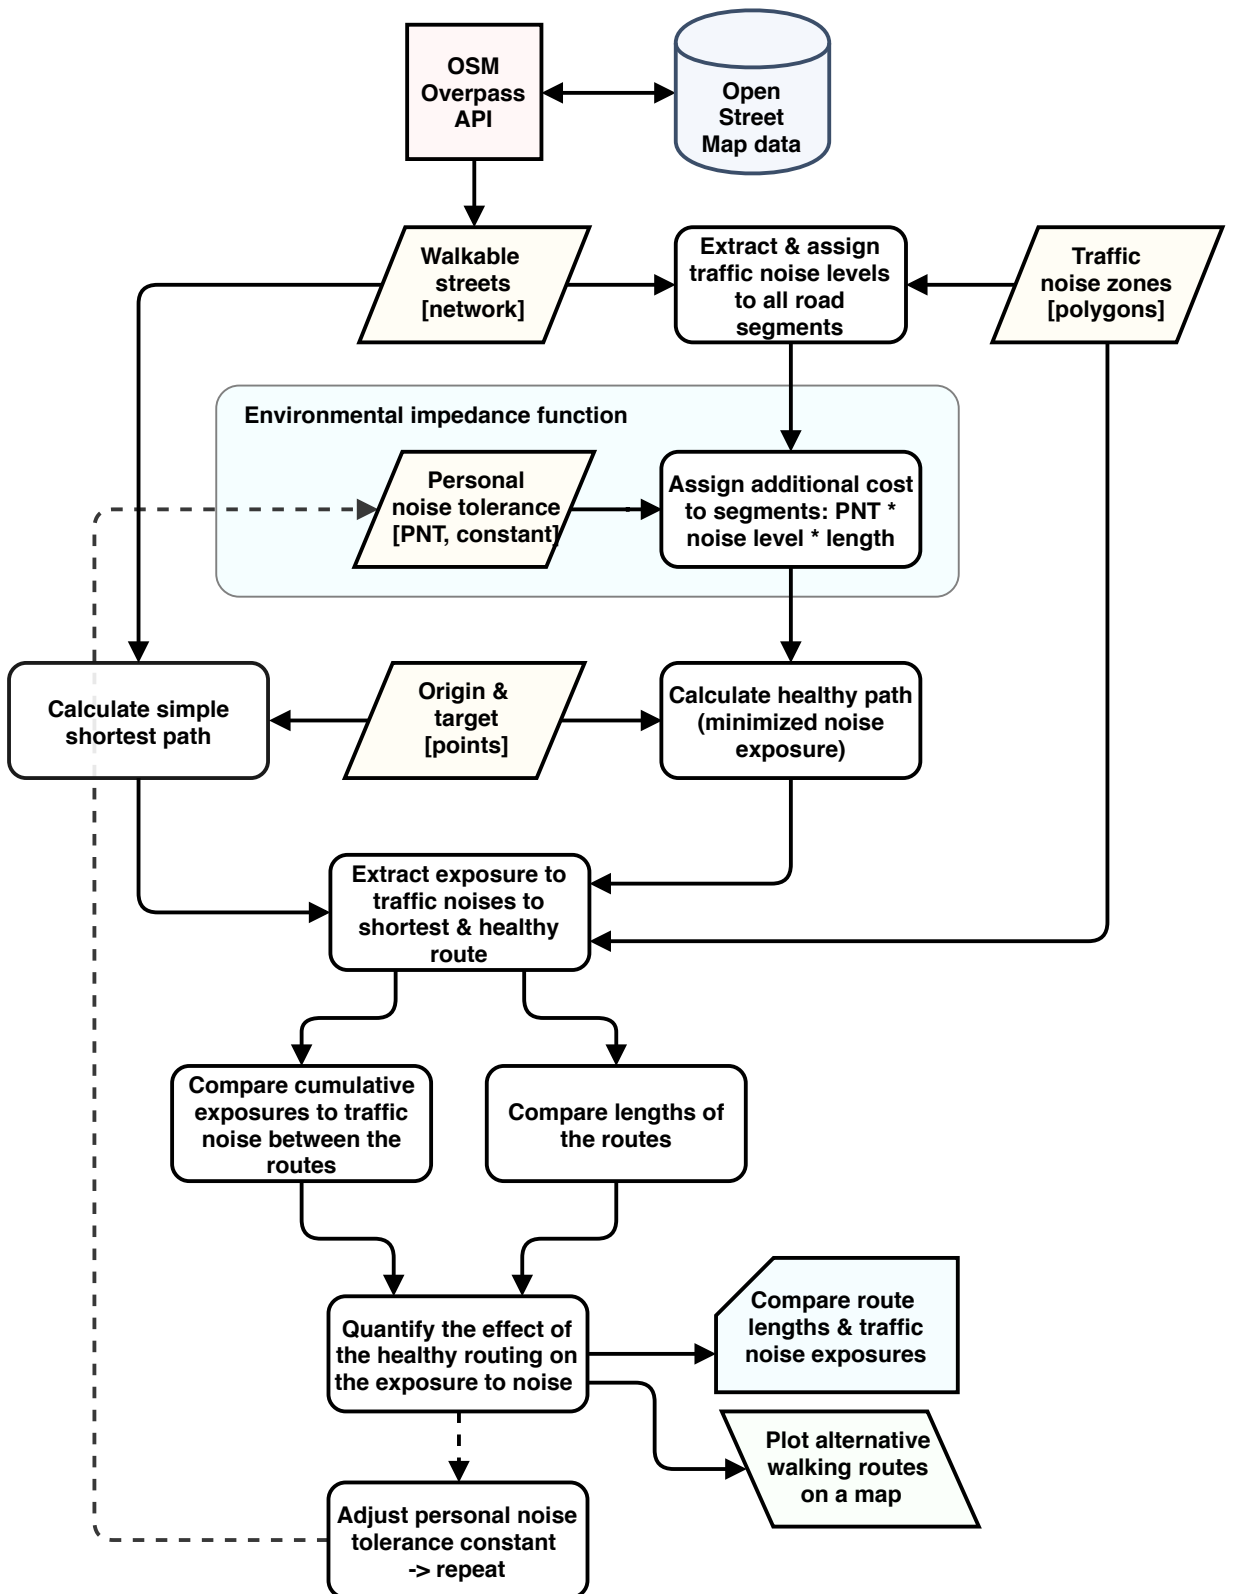 OSM
Overpass
API
Open
Street
Map data
Walkable
streets
[network]
Extract & assign
traffic noise levels
to all road
segments
Traffic
noise zones
[polygons]
Environmental impedance function
Personal
noise tolerance
[PNT, constant]
Assign additional cost
to segments: PNT *
noise level * length
Calculate simple
shortest path
Origin &
target
[points]
Calculate healthy path
(minimized noise
exposure)
Extract exposure to
traffic noises to
shortest & healthy
route
Compare cumulative
exposures to traffic
noise between the
routes
Compare lengths of
the routes
Quantify the effect of
the healthy routing on
the exposure to noise
Compare route
lengths & traffic
noise exposures
Plot alternative
walking routes
on a map
Adjust personal noise
tolerance constant
-> repeat